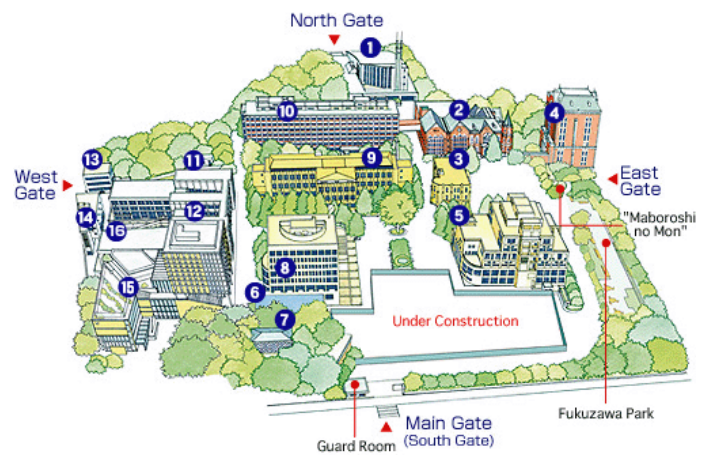 North Gate
1
10
2
4
9
3
13
11
West
Gate
East
Gate
14
12
16
5
"Maboroshi
no Mon"
8
15
6
7
Under Construction
Fukuzawa Park
Main Gate
(South Gate)
Guard Room